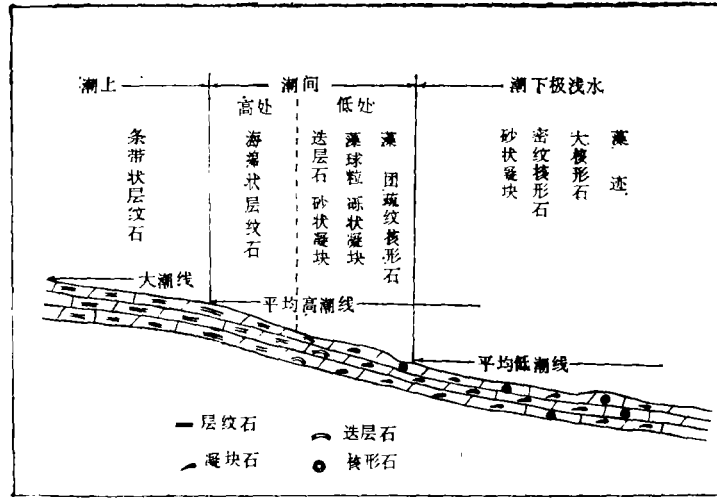 潮上 潮间 潮下极浅水
高处 低处
条带状层纹石
海藻状层纹石
迭层石 砂状凝块
藻球粒 砾状凝块
藻 团 疏纹核形石
砂状凝块
密纹核形石
大核形石
藻 迹
大潮线
平均高潮线
平均低潮线
层纹石 迭层石
凝块石 核形石